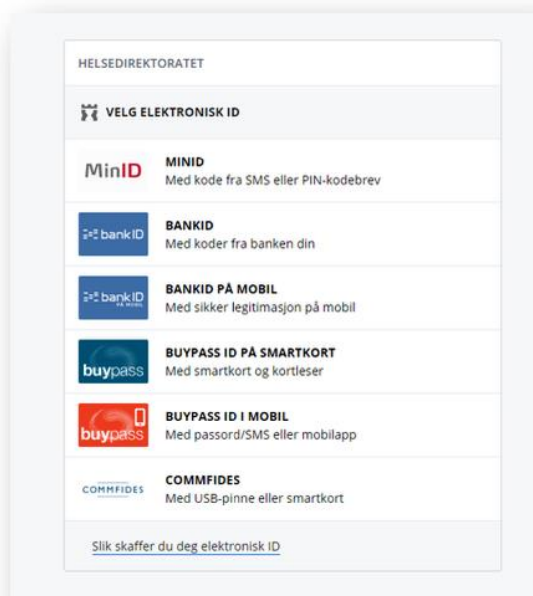 HELSEDIREKTORATET
VELG ELEKTRONISK ID
MinID
MINID
Med kode fra SMS eller PIN-kodebrev
bankID
BANKID
Med koder fra banken din
bankID
PÅ MOBIL
BANKID PÅ MOBIL
Med sikker legitimasjon på mobil
buypass
BUYPASS ID PÅ SMARTKORT
Med smartkort og kortleser
buypass
BUYPASS ID I MOBIL
Med passord/SMS eller mobilapp
COMMFIDES
COMMFIDES
Med USB-pinne eller smartkort
Slik skaffer du deg elektronisk ID